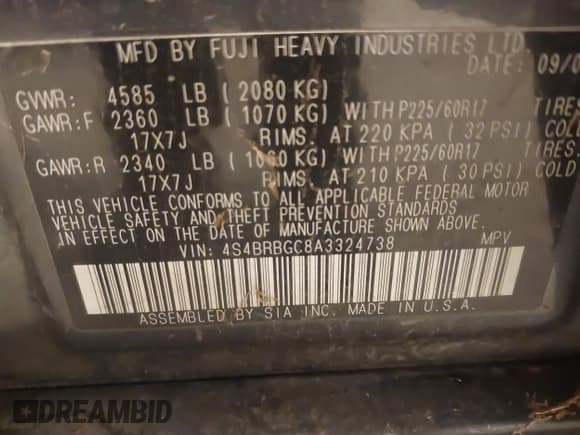 MFD BY FUJI HEAVY INDUSTRIES LTD.
DATE: 09/0
GVWR: 4585 LB ( 2080 KG)
GAWR:F 2360 LB ( 1070 KG) WITH P225/60R17 TIRE
17X7J RIMS, AT 220 KPA ( 32 PSI) COL
GAWR:R 2340 LB ( 1060 KG) WITH P225/60R17 TIRES,
17X7J RIMS, AT 210 KPA ( 30 PSI) COLD
THIS VEHICLE CONFORMS TO ALL APPLICABLE FEDERAL MOTOR
VEHICLE SAFETY AND THEFT PREVENTION STANDARDS
IN EFFECT ON THE DATE OF MANUFACTURE SHOWN ABOVE.
VIN: 4S4BRBGC8A3324738 MPV
ASSEMBLED BY SIA INC. MADE IN U.S.A.
DREAMBID